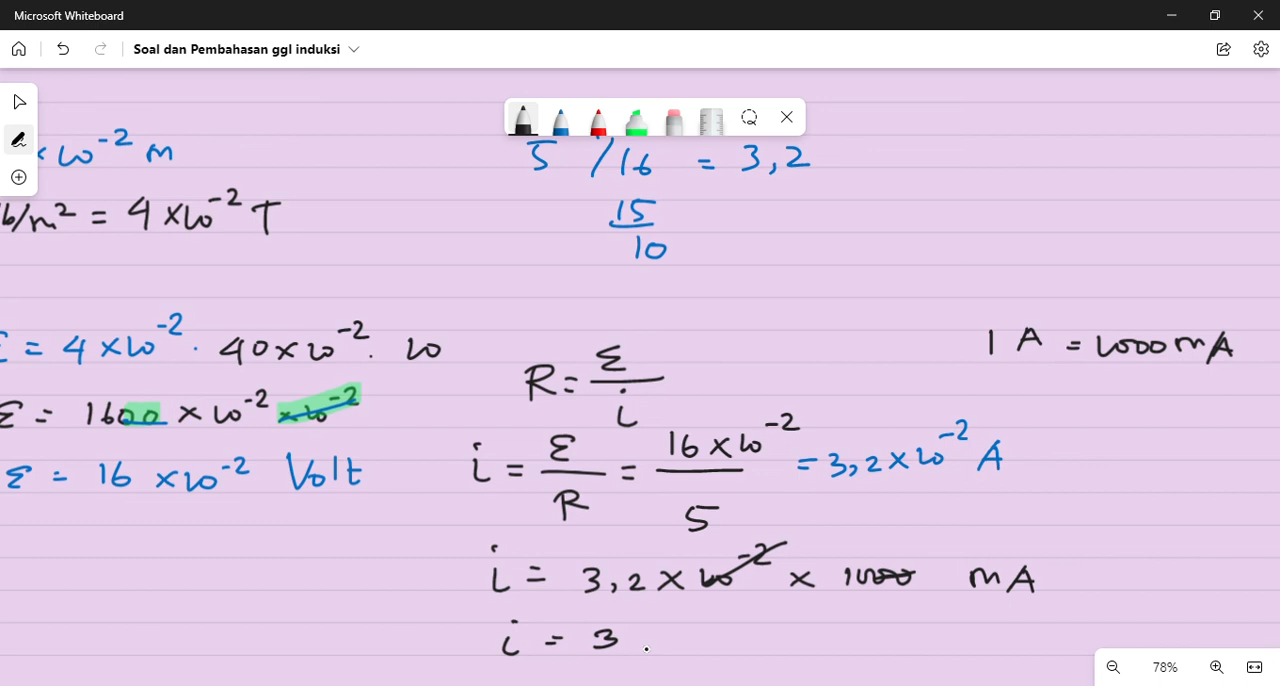 Microsoft Whiteboard
Soal dan Pembahasan ggl induksi
×10⁻² m
5 / 16 = 3,2
b/m² = 4 ×10⁻² T
15
10
ε = 4 ×10⁻² . 40×10⁻² . 10
1 A = 1000 mA
R = ε / i
ε = 1600 × 10⁻² ×10⁻²
i = ε / R = 16 ×10⁻² / 5 = 3,2 ×10⁻² A
ε = 16 ×10⁻² Volt
i = 3,2 × 10⁻² × 1000 mA
i = 3
78%